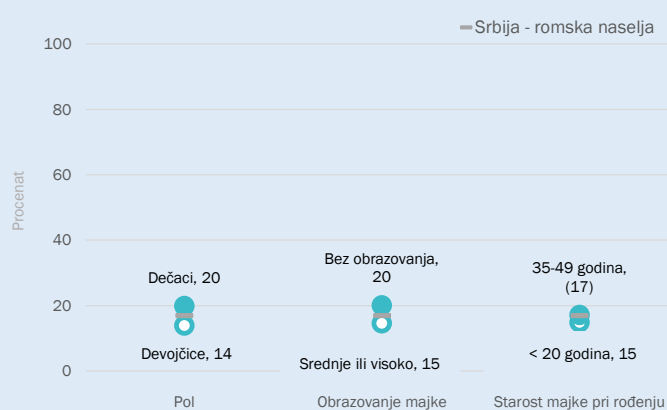 Srbija - romska naselja
100
80
60
40
20
0
Procenat
Dečaci, 20
Devojčice, 14
Bez obrazovanja,
20
Srednje ili visoko, 15
35-49 godina,
(17)
< 20 godina, 15
Pol
Obrazovanje majke
Starost majke pri rođenju